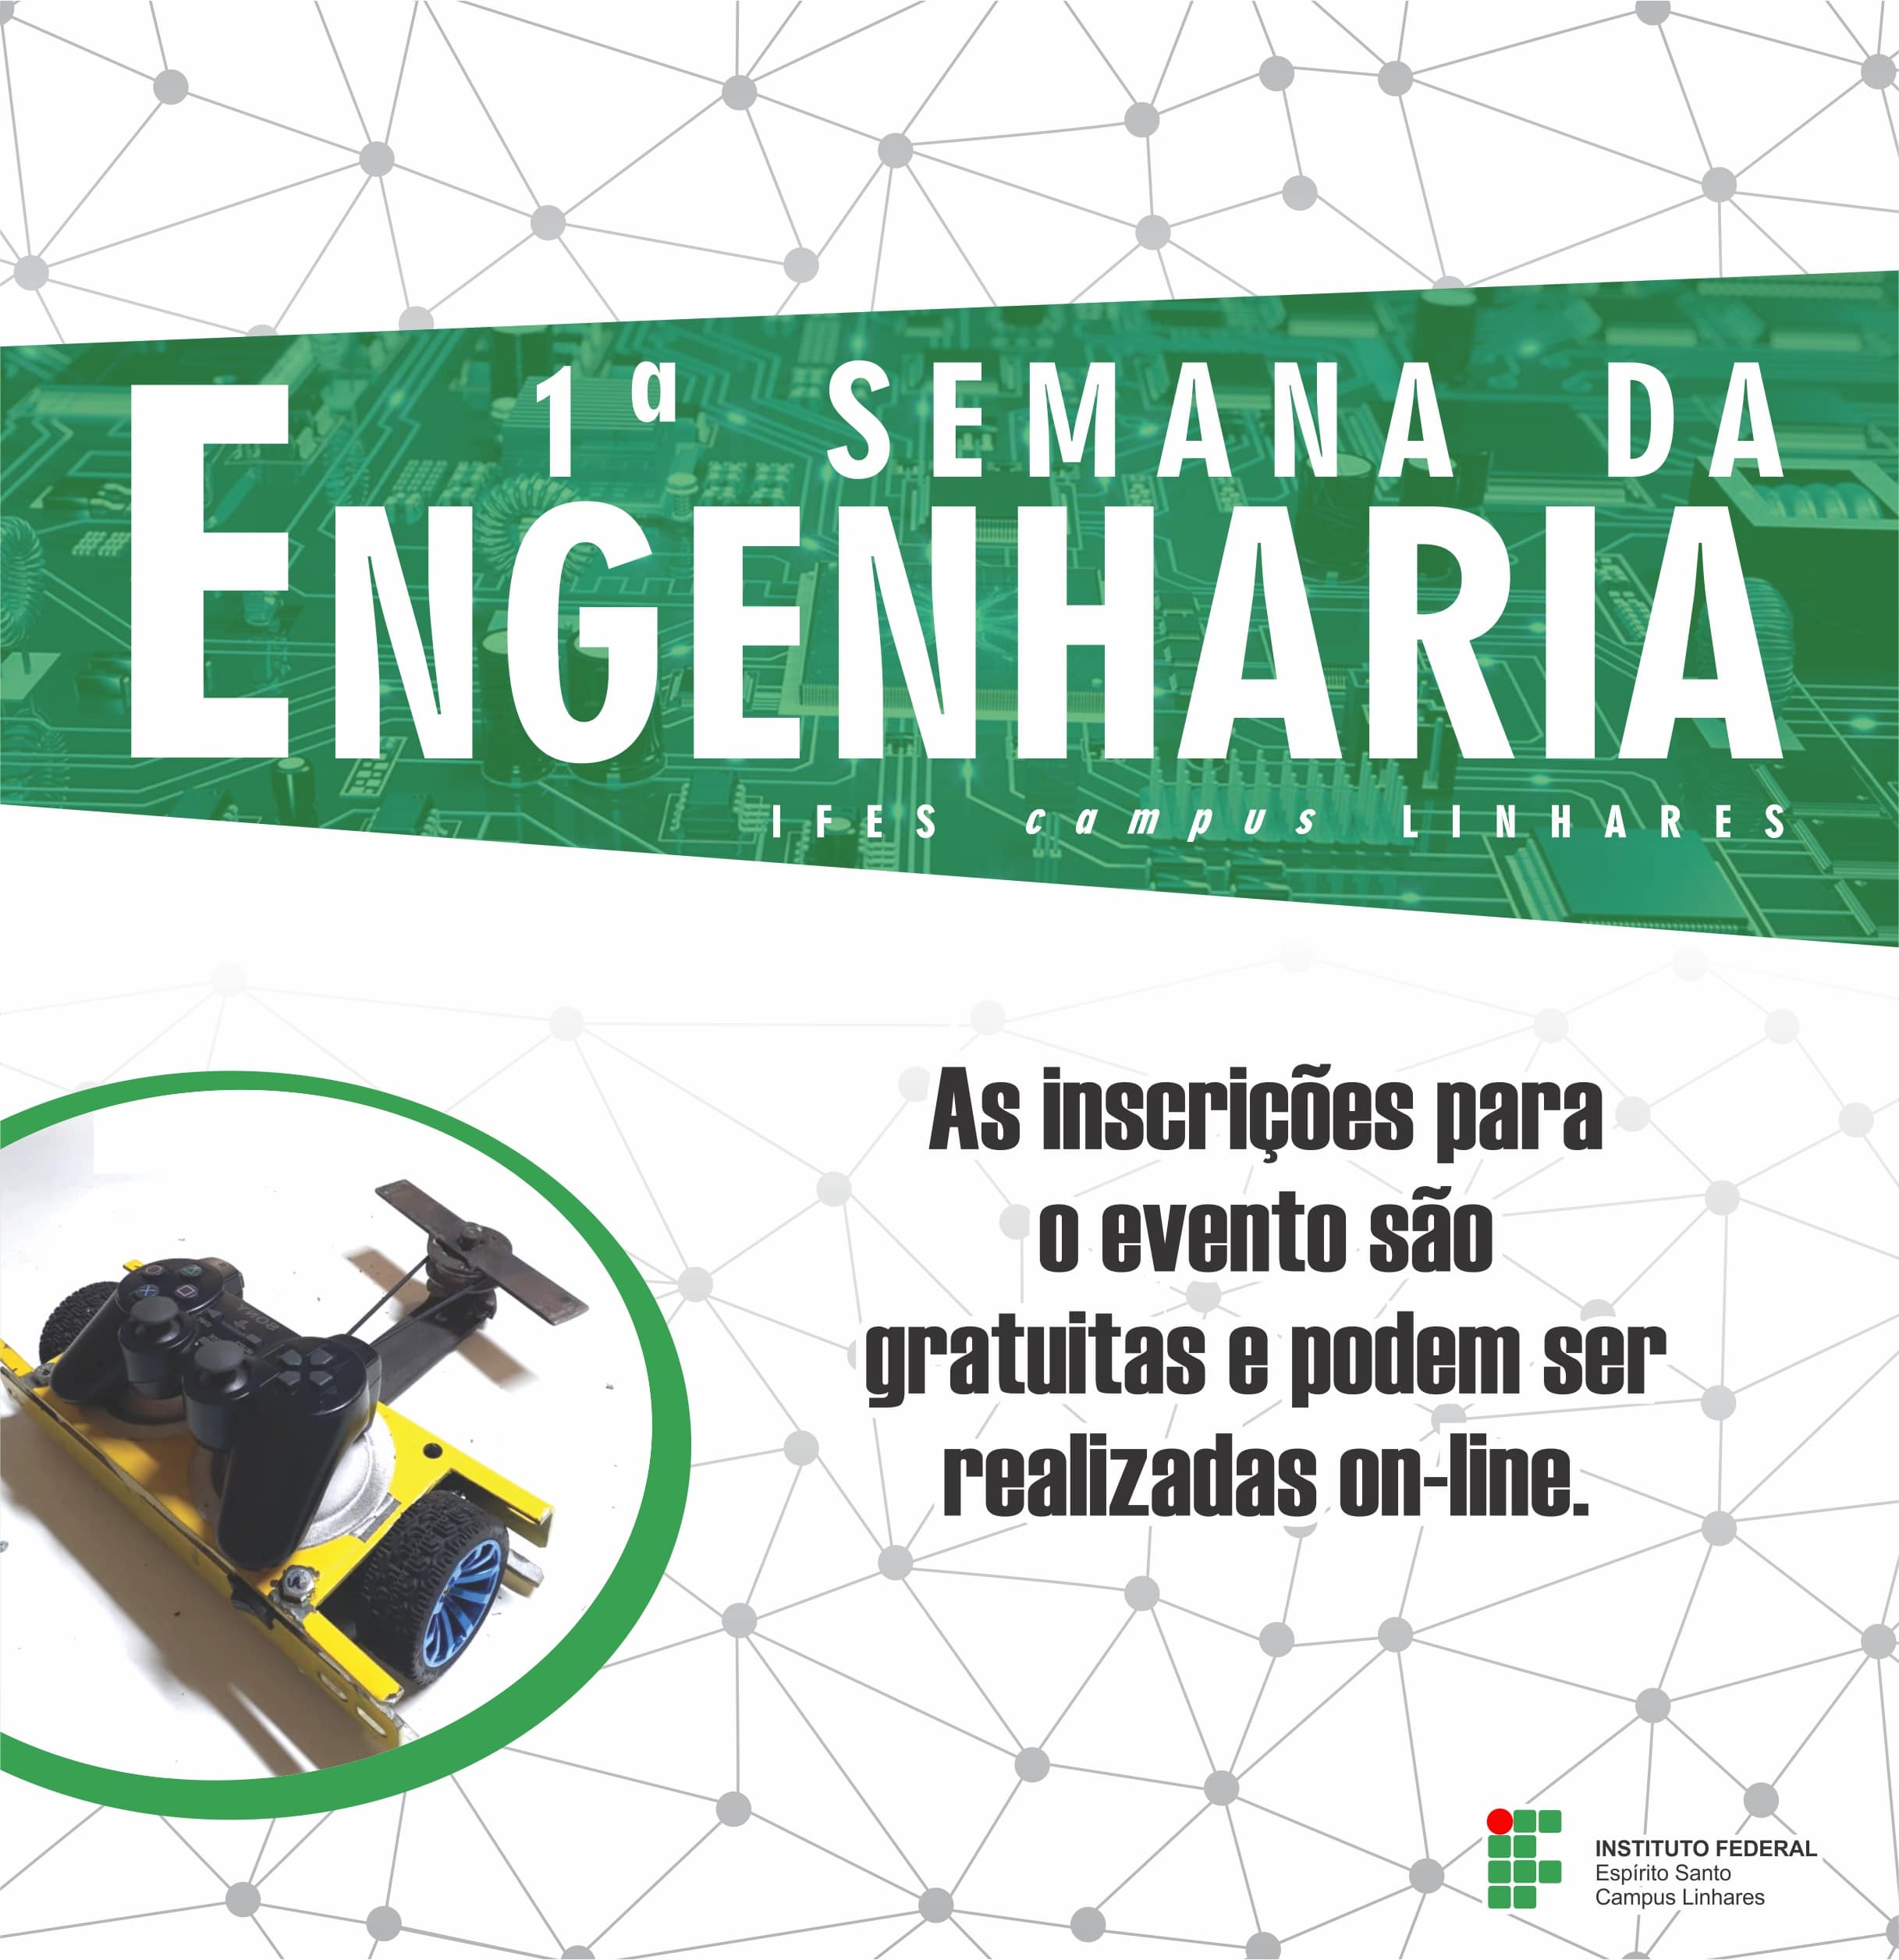 1ª SEMANA DA
ENGENHARIA
IFES campus LINHARES
As inscrições para
o evento são
gratuitas e podem ser
realizadas on-line.
INSTITUTO FEDERAL
Espírito Santo
Campus Linhares